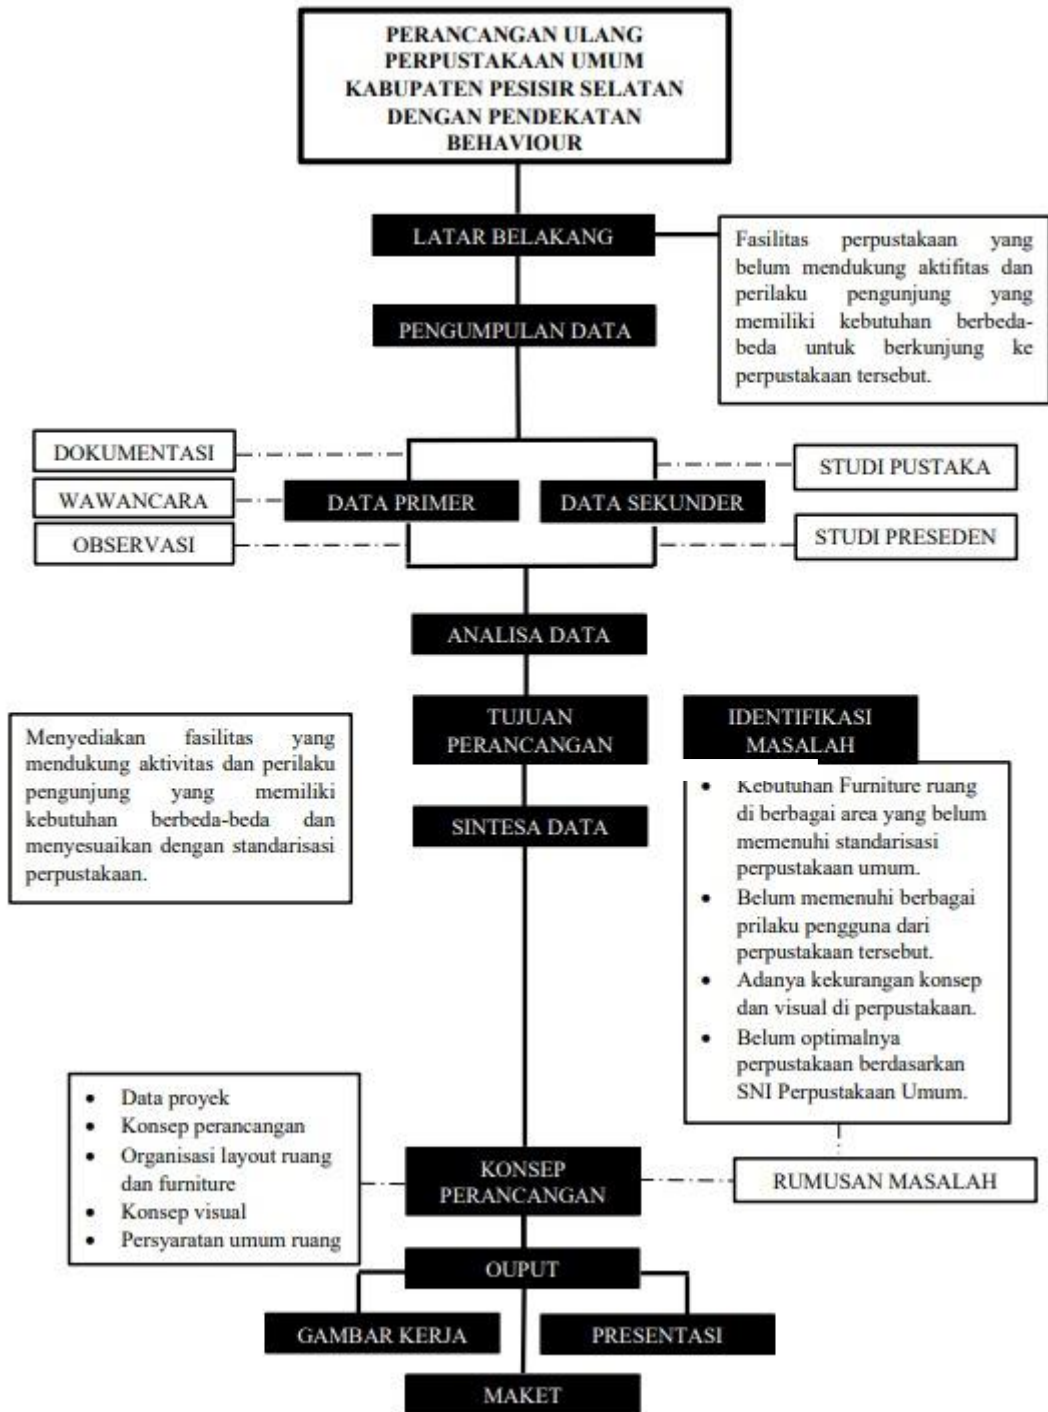 PERANCANGAN ULANG
PERPUSTAKAAN UMUM
KABUPATEN PESISIR SELATAN
DENGAN PENDEKATAN
BEHAVIOUR
LATAR BELAKANG
Fasilitas perpustakaan yang
belum mendukung aktifitas dan
perilaku pengunjung yang
memiliki kebutuhan berbeda-
beda untuk berkunjung ke
perpustakaan tersebut.
PENGUMPULAN DATA
DOKUMENTASI
WAWANCARA
OBSERVASI
DATA PRIMER
DATA SEKUNDER
STUDI PUSTAKA
STUDI PRESEDEN
ANALISA DATA
TUJUAN
PERANCANGAN
Menyediakan fasilitas yang
mendukung aktivitas dan perilaku
pengunjung yang memiliki
kebutuhan berbeda-beda dan
menyesuaikan dengan standarisasi
perpustakaan.
IDENTIFIKASI
MASALAH
• Kebutuhan Furniture ruang
di berbagai area yang belum
memenuhi standarisasi
perpustakaan umum.
• Belum memenuhi berbagai
prilaku pengguna dari
perpustakaan tersebut.
• Adanya kekurangan konsep
dan visual di perpustakaan.
• Belum optimalnya
perpustakaan berdasarkan
SNI Perpustakaan Umum.
SINTESA DATA
• Data proyek
• Konsep perancangan
• Organisasi layout ruang
dan furniture
• Konsep visual
• Persyaratan umum ruang
KONSEP
PERANCANGAN
RUMUSAN MASALAH
OUPUT
GAMBAR KERJA
PRESENTASI
MAKET